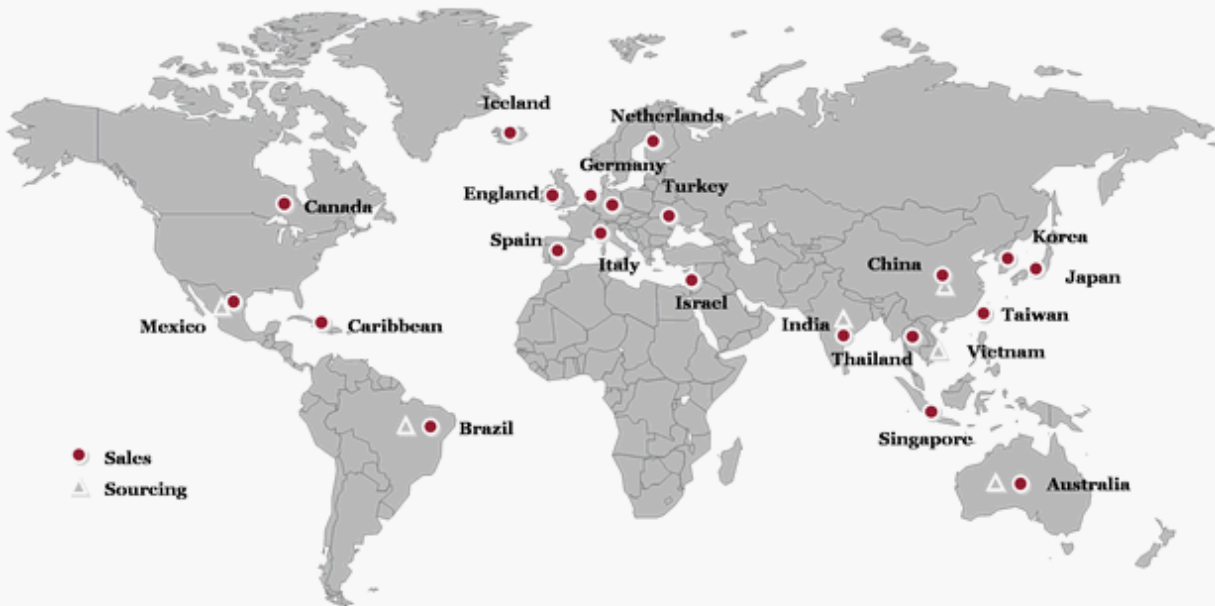 Iceland
Netherlands
Germany
Turkey
England
Canada
Spain
Italy
Korea
China
Japan
Israel
Mexico
Caribbean
India
Taiwan
Thailand
Vietnam
Brazil
Singapore
Sales
Sourcing
Australia